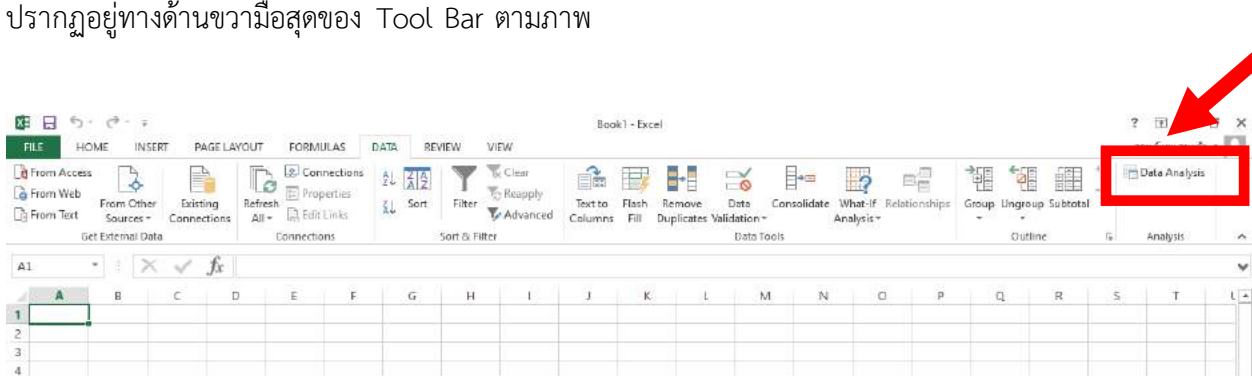 ปรากฏอยู่ทางด้านขวามือสุดของ Tool Bar ตามภาพ
Book1 - Excel
FILE HOME INSERT PAGE LAYOUT FORMULAS DATA REVIEW VIEW
From Access
From Web
From Text
From Other Sources
Existing Connections
Get External Data
Refresh All
Connections
Properties
Edit Links
Connections
Sort
Filter
Clear
Reapply
Advanced
Sort & Filter
Text to Columns
Flash Fill
Remove Duplicates
Data Validation
Consolidate
What-If Analysis
Relationships
Data Tools
Group
Ungroup
Subtotal
Outline
Data Analysis
Analysis
A1
fx
A B C D E F G H I J K L M N O P Q R S T
1
2
3
4